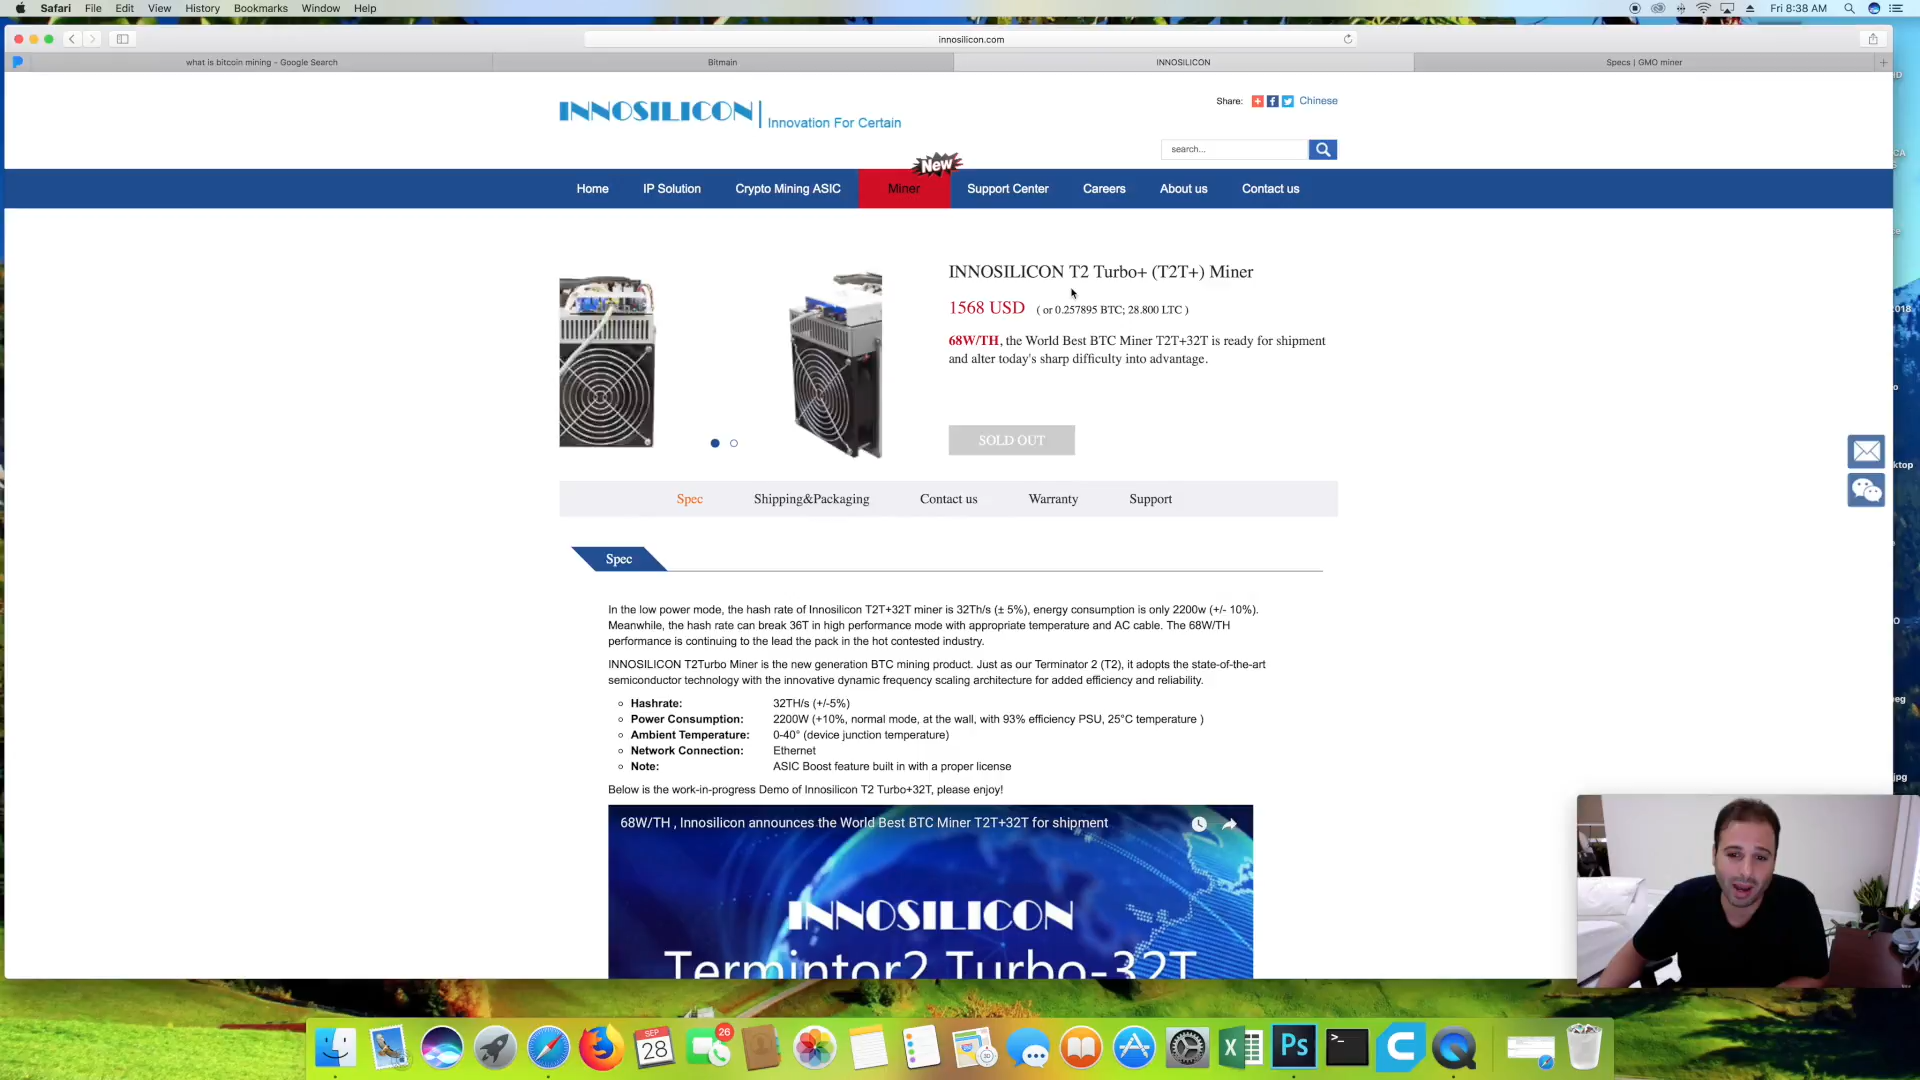 Safari File Edit View History Bookmarks Window Help Fri 8:38 AM
innosilicon.com
what is bitcoin mining - Google Search Bitmain INNOSILICON Specs | GMO miner
INNOSILICON Innovation For Certain
Share: Chinese
search...
New
Home IP Solution Crypto Mining ASIC Miner Support Center Careers About us Contact us
INNOSILICON T2 Turbo+ (T2T+) Miner
1568 USD ( or 0.257895 BTC; 28.800 LTC )
68W/TH, the World Best BTC Miner T2T+32T is ready for shipment
and alter today's sharp difficulty into advantage.
SOLD OUT
Spec Shipping&Packaging Contact us Warranty Support
Spec
In the low power mode, the hash rate of Innosilicon T2T+32T miner is 32Th/s (± 5%), energy consumption is only 2200w (+/- 10%).
Meanwhile, the hash rate can break 36T in high performance mode with appropriate temperature and AC cable. The 68W/TH
performance is continuing to the lead the pack in the hot contested industry.
INNOSILICON T2Turbo Miner is the new generation BTC mining product. Just as our Terminator 2 (T2), it adopts the state-of-the-art
semiconductor technology with the innovative dynamic frequency scaling architecture for added efficiency and reliability.
Hashrate: 32TH/s (+/-5%)
Power Consumption: 2200W (+10%, normal mode, at the wall, with 93% efficiency PSU, 25°C temperature )
Ambient Temperature: 0-40° (device junction temperature)
Network Connection: Ethernet
Note: ASIC Boost feature built in with a proper license
Below is the work-in-progress Demo of Innosilicon T2 Turbo+32T, please enjoy!
68W/TH , Innosilicon announces the World Best BTC Miner T2T+32T for shipment
INNOSILICON
Termintor2 Turbo-32T
SEP
28
26
Ps